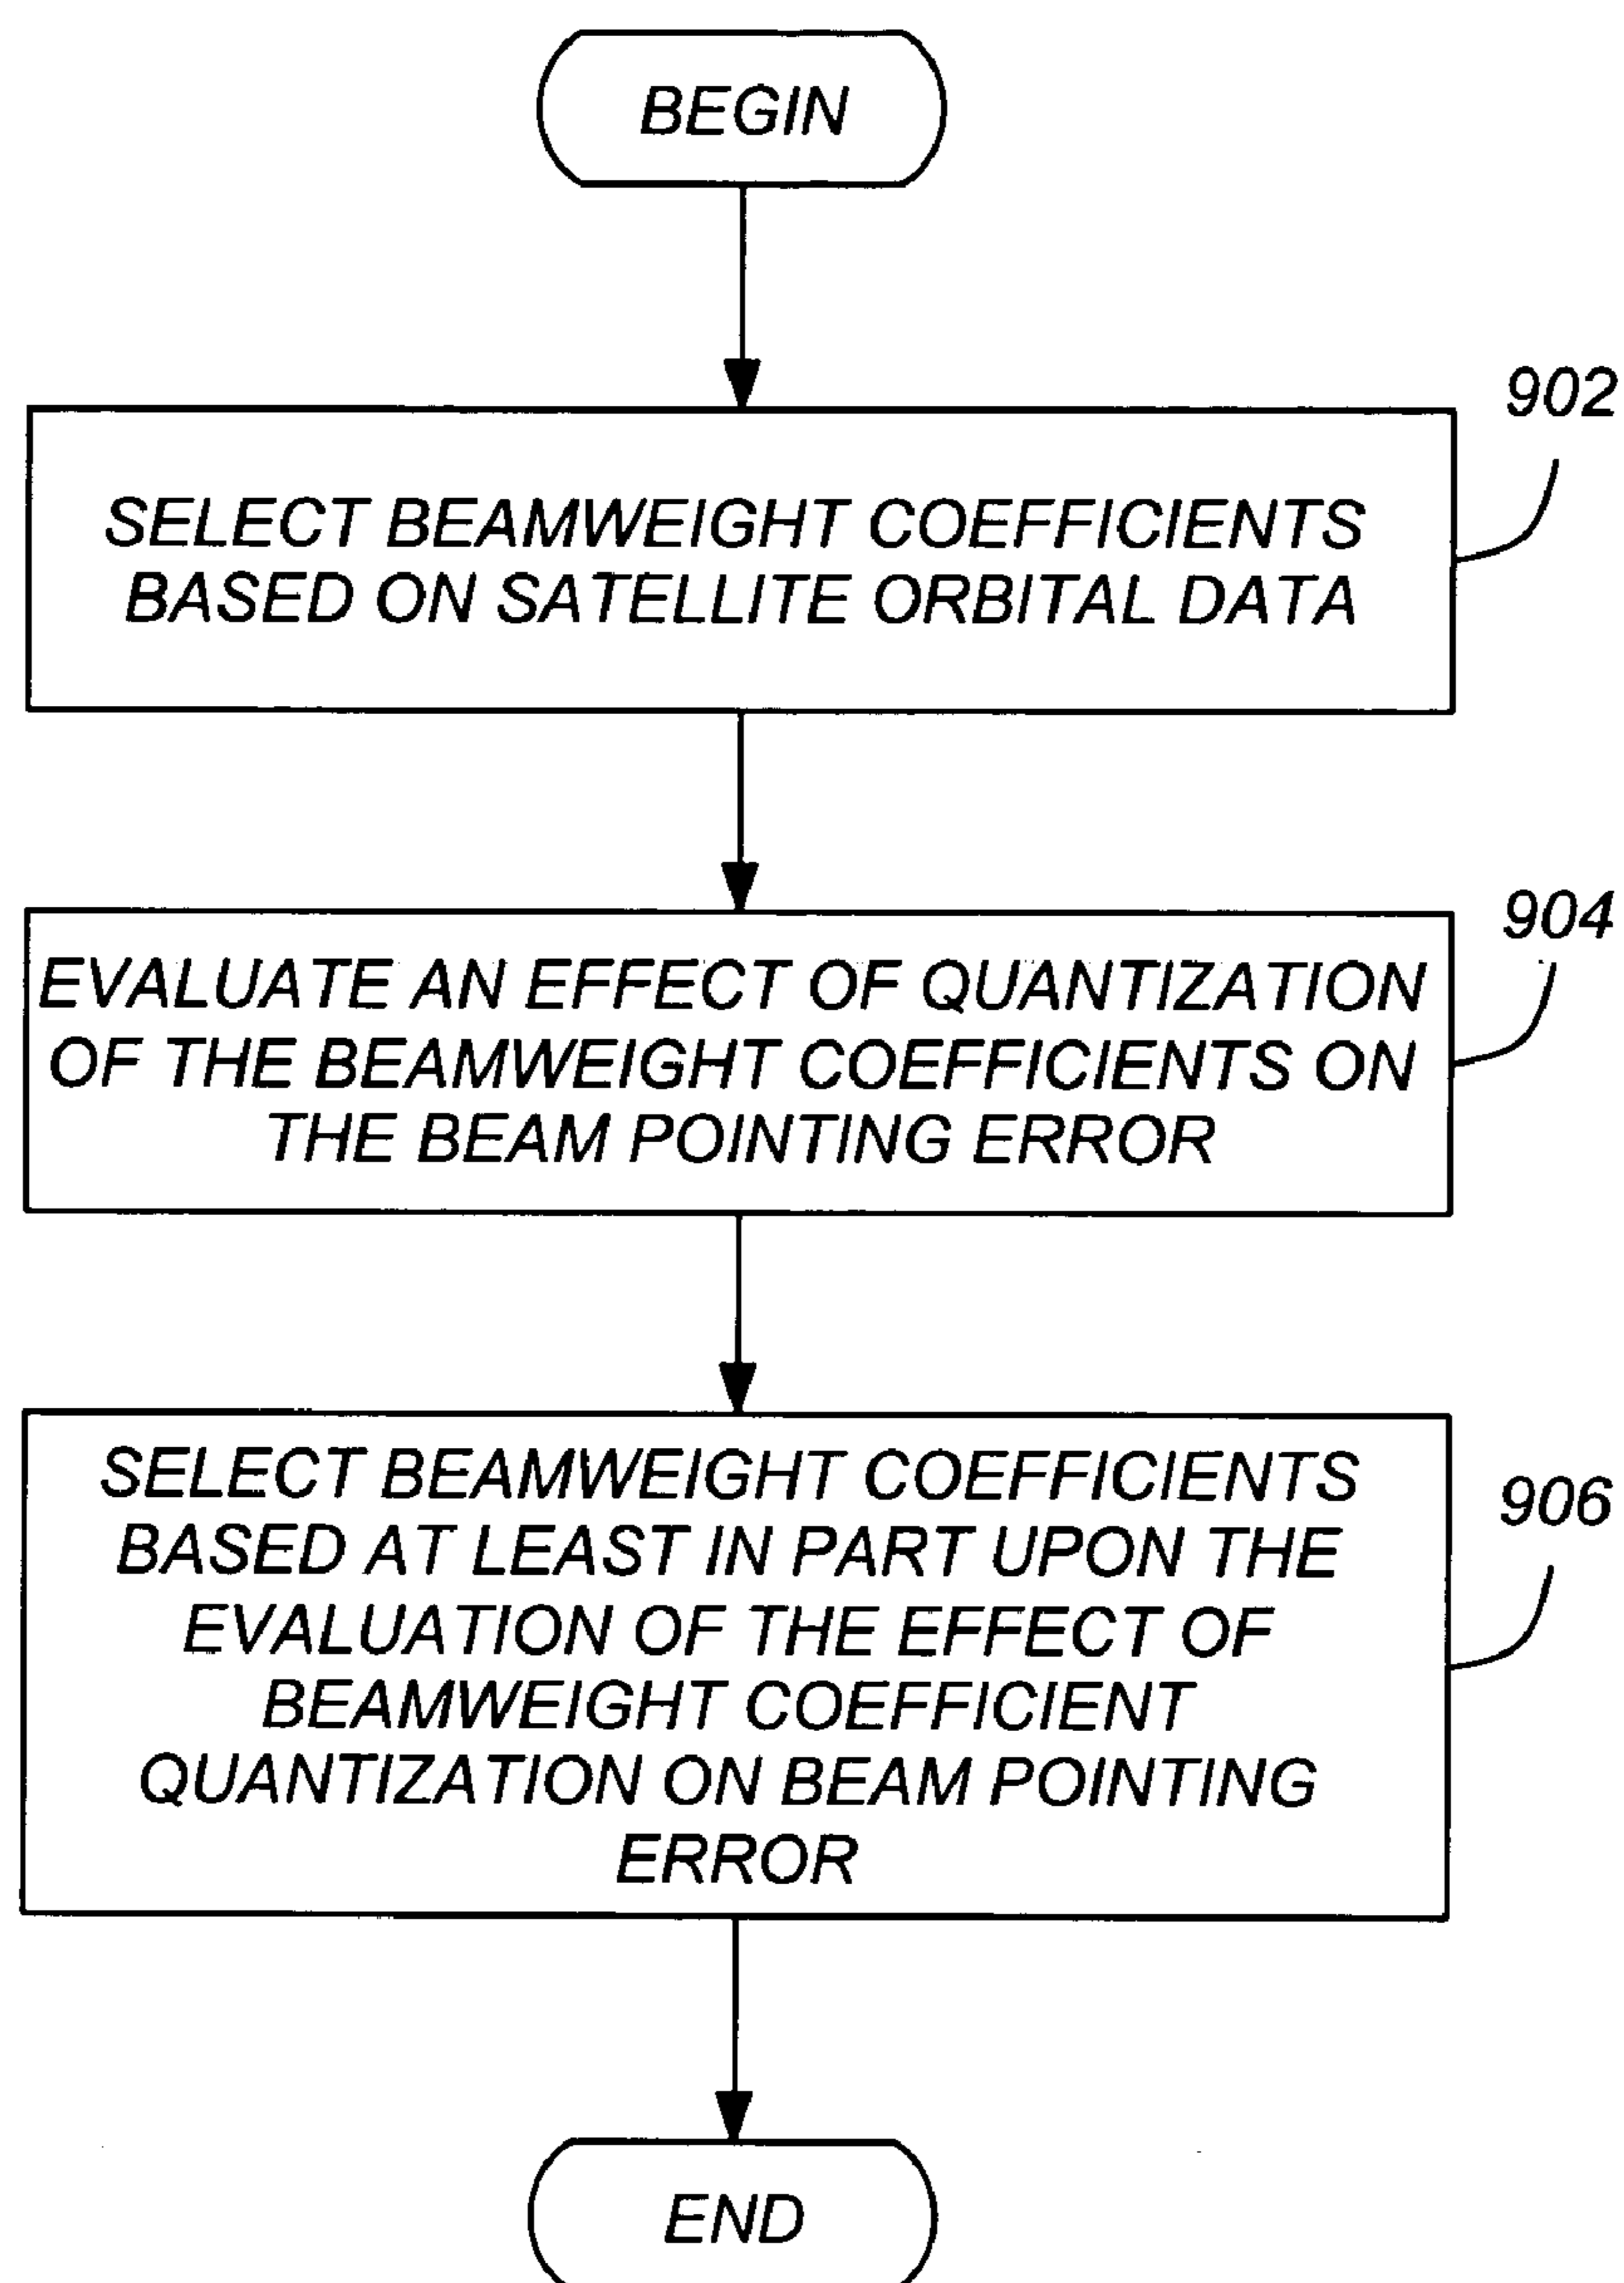 BEGIN
902
SELECT BEAMWEIGHT COEFFICIENTS
BASED ON SATELLITE ORBITAL DATA
904
EVALUATE AN EFFECT OF QUANTIZATION
OF THE BEAMWEIGHT COEFFICIENTS ON
THE BEAM POINTING ERROR
906
SELECT BEAMWEIGHT COEFFICIENTS
BASED AT LEAST IN PART UPON THE
EVALUATION OF THE EFFECT OF
BEAMWEIGHT COEFFICIENT
QUANTIZATION ON BEAM POINTING
ERROR
END